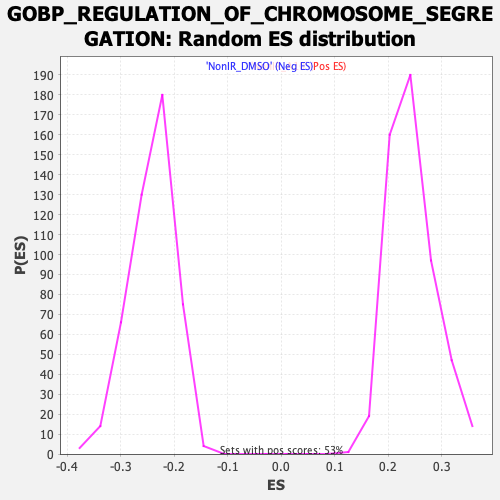 GOBP_REGULATION_OF_CHROMOSOME_SEGRE
GATION: Random ES distribution
'NonIR_DMSO' (Neg ES)Pos ES)
190
180
170
160
150
140
130
120
110
100
90
80
70
60
50
40
30
20
10
0
P(ES)
Sets with pos scores: 53%
-0.4 -0.3 -0.2 -0.1 0.0 0.1 0.2 0.3
ES